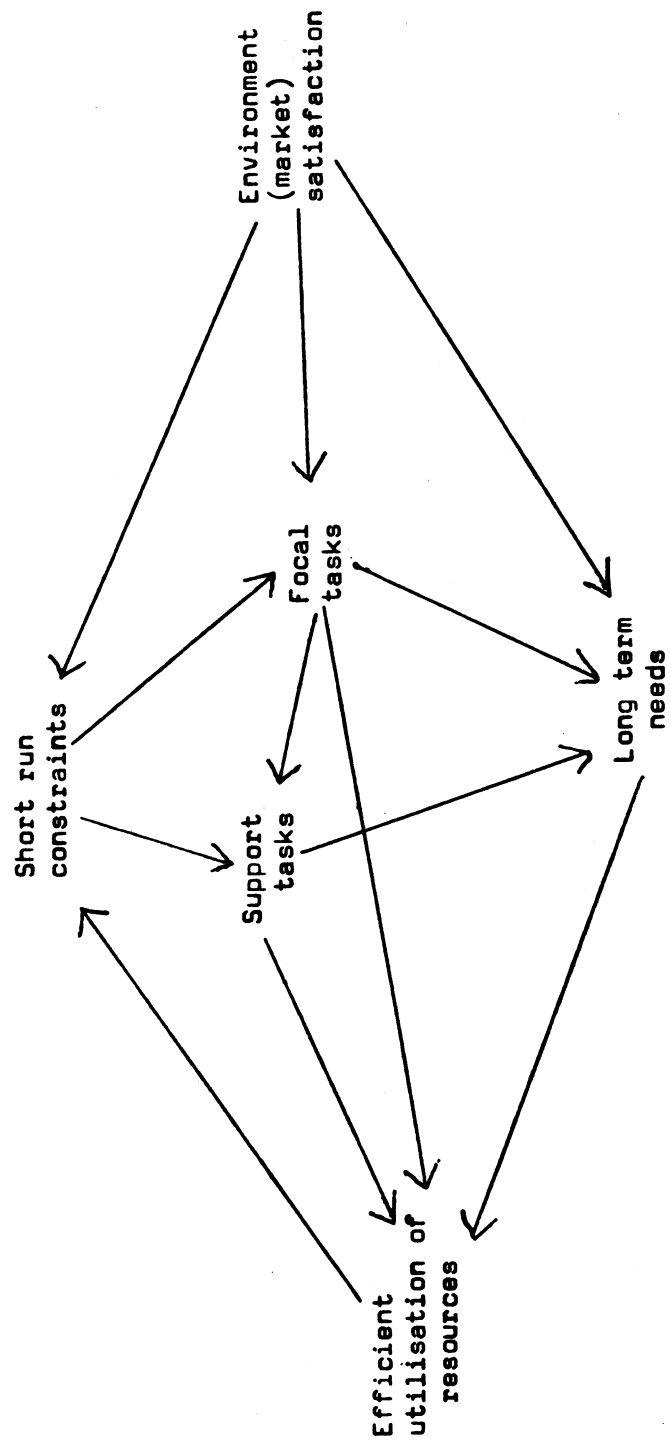 Short run
constraints
Environment
(market)
satisfaction
Support
tasks
Focal
tasks
Efficient
utilisation of
resources
Long term
needs